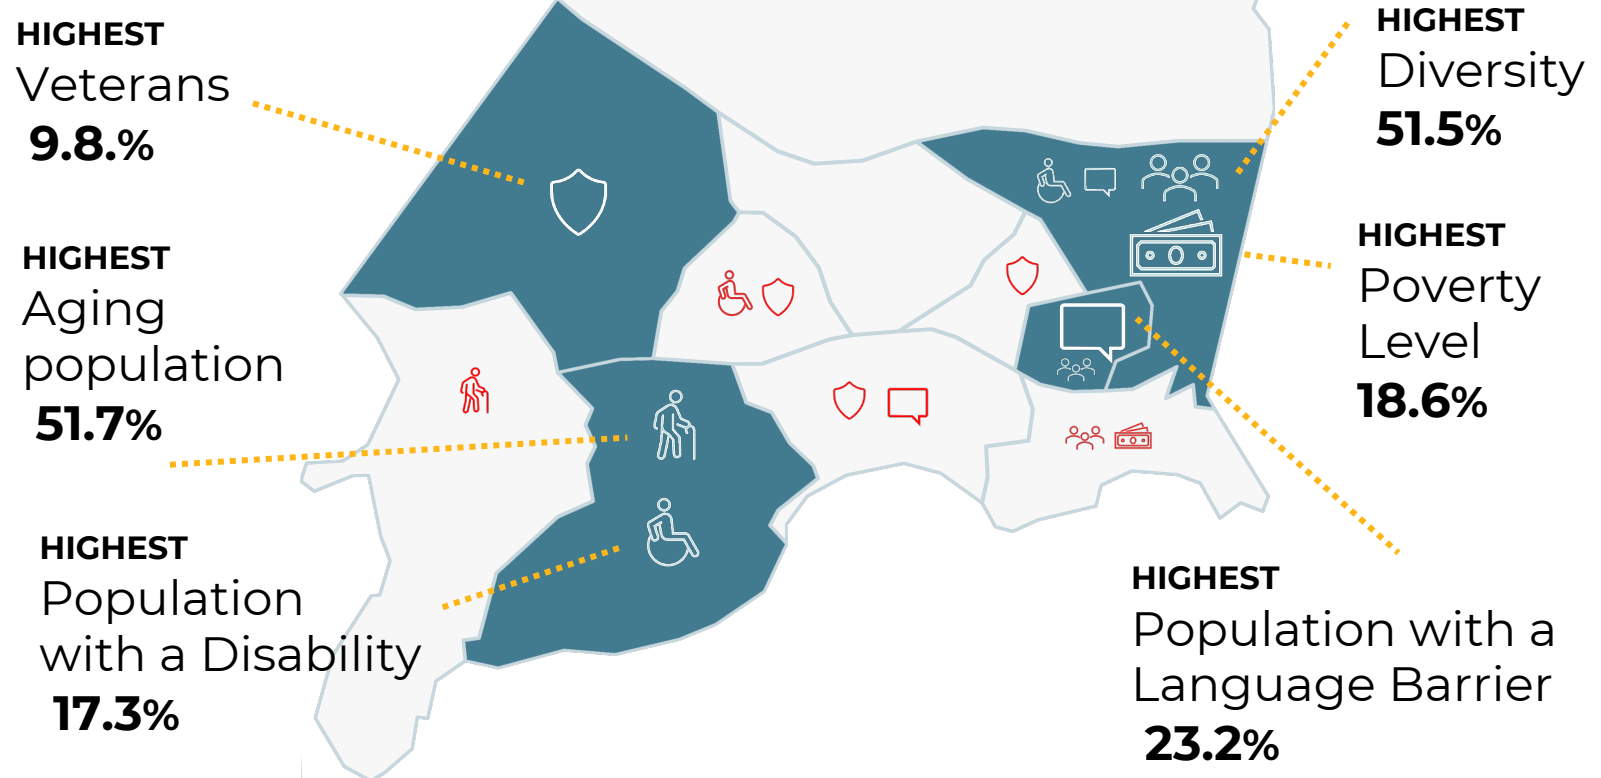 HIGHEST
Veterans
9.8.%
HIGHEST
Aging
population
51.7%
HIGHEST
Population
with a Disability
17.3%
HIGHEST
Diversity
51.5%
HIGHEST
Poverty
Level
18.6%
HIGHEST
Population with a
Language Barrier
23.2%